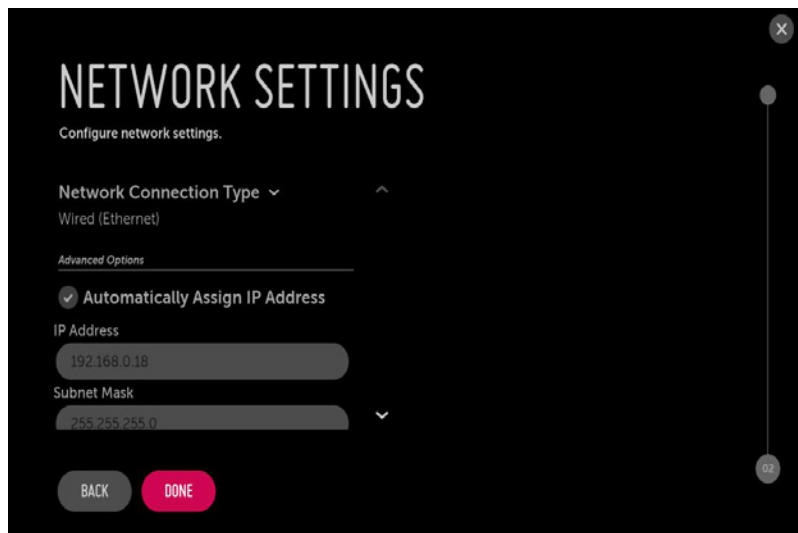 NETWORK SETTINGS
Configure network settings.
Network Connection Type
Wired (Ethernet)
Advanced Options
Automatically Assign IP Address
IP Address
192.168.0.18
Subnet Mask
255.255.255.0
02
BACK DONE